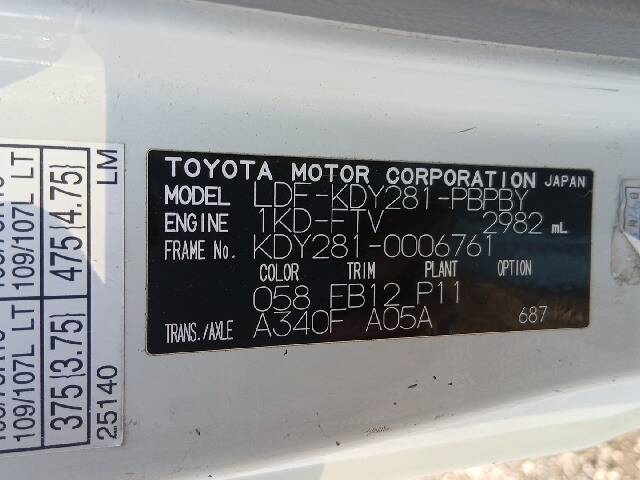 TOYOTA MOTOR CORPORATION JAPAN
MODEL LDF-KDY281-PBPBY
ENGINE 1KD-FTV 2982 mL
FRAME No. KDY281-0006761
COLOR TRIM PLANT OPTION
058 FB12 P11
TRANS./AXLE A340F A05A 687
109/107L LT 109/107L LT
375{3.75} 475{4.75}
25140 LM